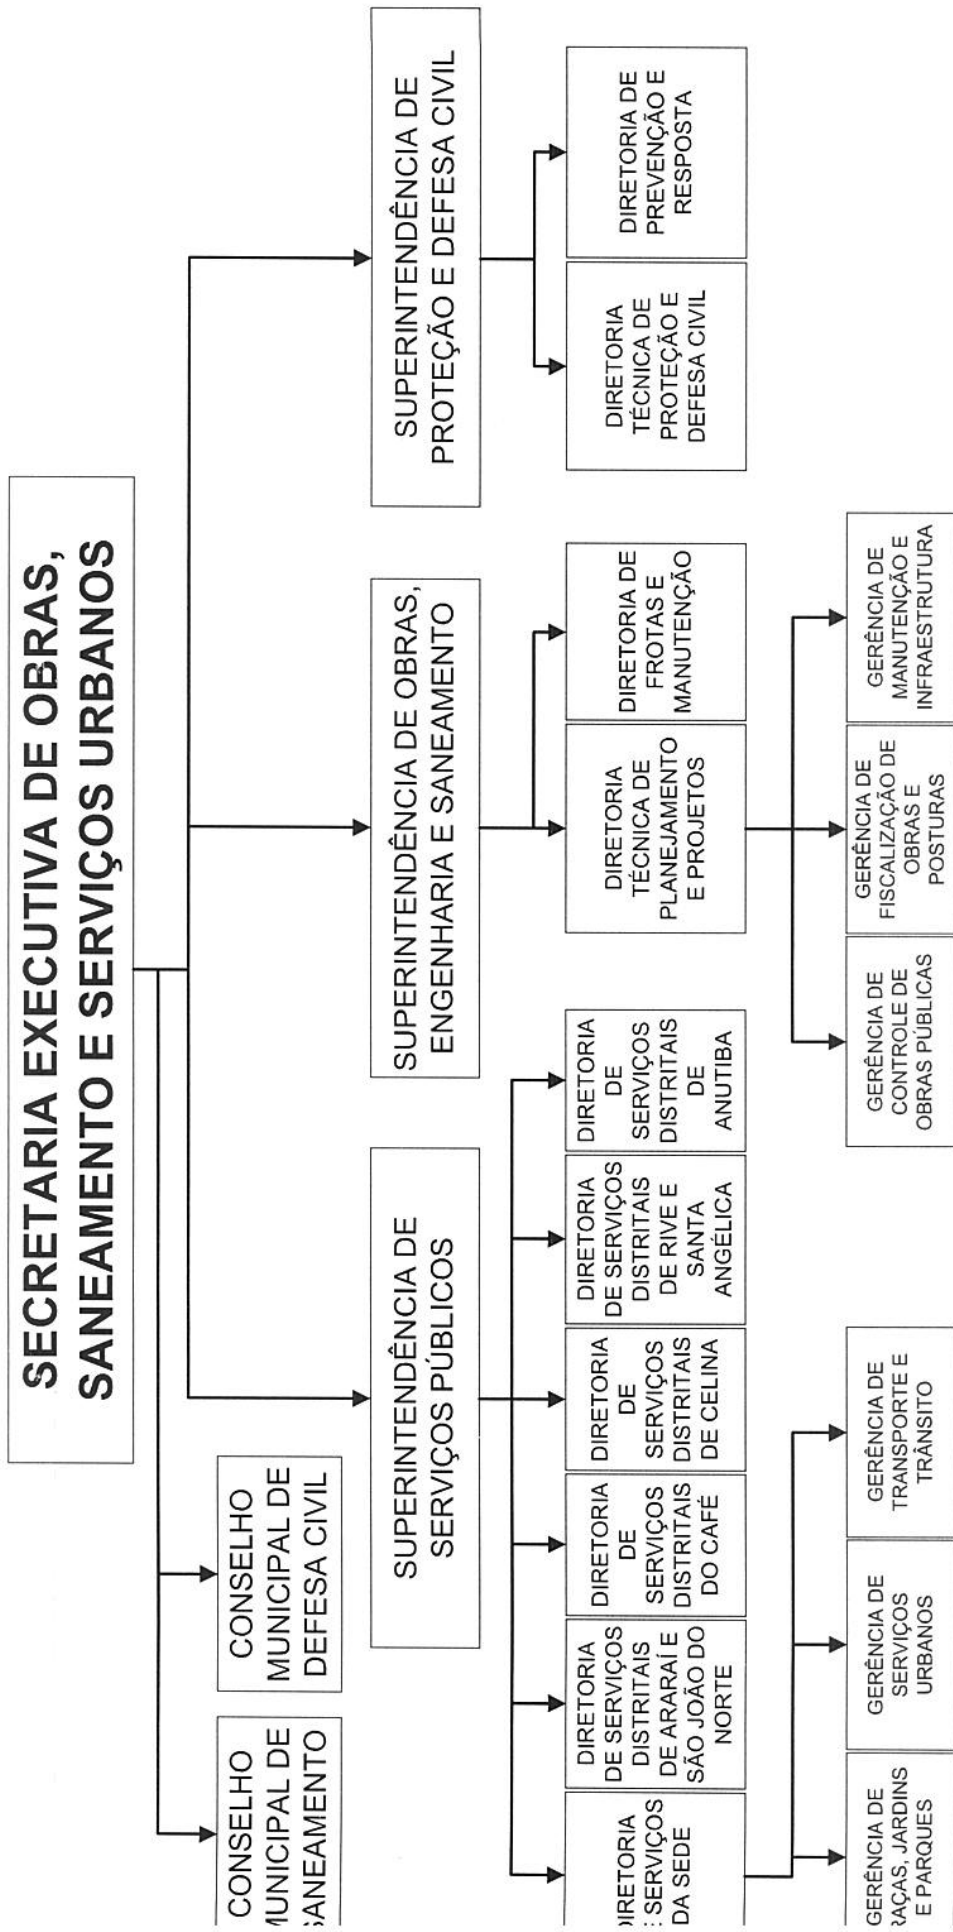 SECRETARIA EXECUTIVA DE OBRAS,
SANEAMENTO E SERVIÇOS URBANOS
CONSELHO
MUNICIPAL DE
SANEAMENTO
CONSELHO
MUNICIPAL DE
DEFESA CIVIL
SUPERINTENDÊNCIA DE
SERVIÇOS PÚBLICOS
SUPERINTENDÊNCIA DE OBRAS,
ENGENHARIA E SANEAMENTO
SUPERINTENDÊNCIA DE
PROTEÇÃO E DEFESA CIVIL
DIRETORIA
E SERVIÇOS
DA SEDE
DIRETORIA
DE SERVIÇOS
DISTRITAIS
DE ARARAÍ E
SÃO JOÃO DO
NORTE
DIRETORIA
DE
SERVIÇOS
DISTRITAIS
DO CAFÉ
DIRETORIA
DE
SERVIÇOS
DISTRITAIS
DE CELINA
DIRETORIA
DE SERVIÇOS
DISTRITAIS
DE RIVE E
SANTA
ANGÉLICA
DIRETORIA
DE
SERVIÇOS
DISTRITAIS
DE
ANUTIBA
DIRETORIA
TÉCNICA DE
PLANEJAMENTO
E PROJETOS
DIRETORIA DE
FROTAS E
MANUTENÇÃO
DIRETORIA
TÉCNICA DE
PROTEÇÃO E
DEFESA CIVIL
DIRETORIA DE
PREVENÇÃO E
RESPOSTA
GERÊNCIA DE
RAÇAS, JARDINS
E PARQUES
GERÊNCIA DE
SERVIÇOS
URBANOS
GERÊNCIA DE
TRANSPORTE E
TRÂNSITO
GERÊNCIA DE
CONTROLE DE
OBRAS PÚBLICAS
GERÊNCIA DE
FISCALIZAÇÃO DE
OBRAS E
POSTURAS
GERÊNCIA DE
MANUTENÇÃO E
INFRAESTRUTURA